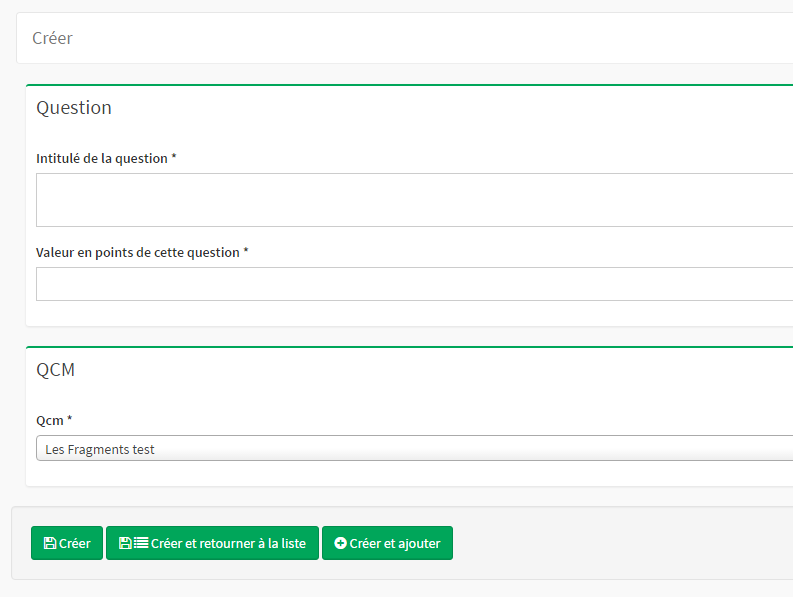 Créer
Question
Intitulé de la question *
Valeur en points de cette question *
QCM
Qcm *
Les Fragments test
Créer Créer et retourner à la liste Créer et ajouter